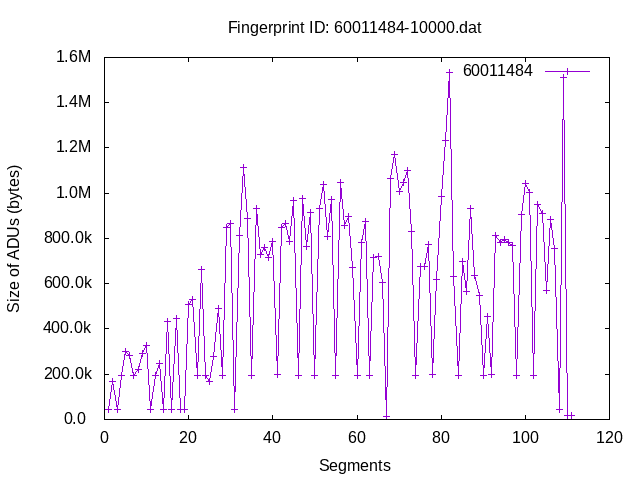 Fingerprint ID: 60011484-10000.dat
1.6M
60011484
1.4M
1.2M
1.0M
800.0k
600.0k
400.0k
200.0k
0.0
Size of ADUs (bytes)
0 20 40 60 80 100 120
Segments